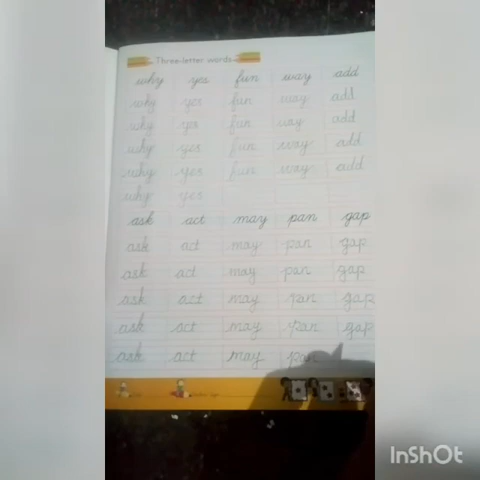 Three-letter words
why yes fun way add
why yes fun way add
why yes fun way add
why yes fun way add
why yes fun way add
why yes
ask act may pan gap
ask act may pan gap
ask act may pan gap
ask act may pan gap
ask act may pan gap
ask act may pan
InShOt